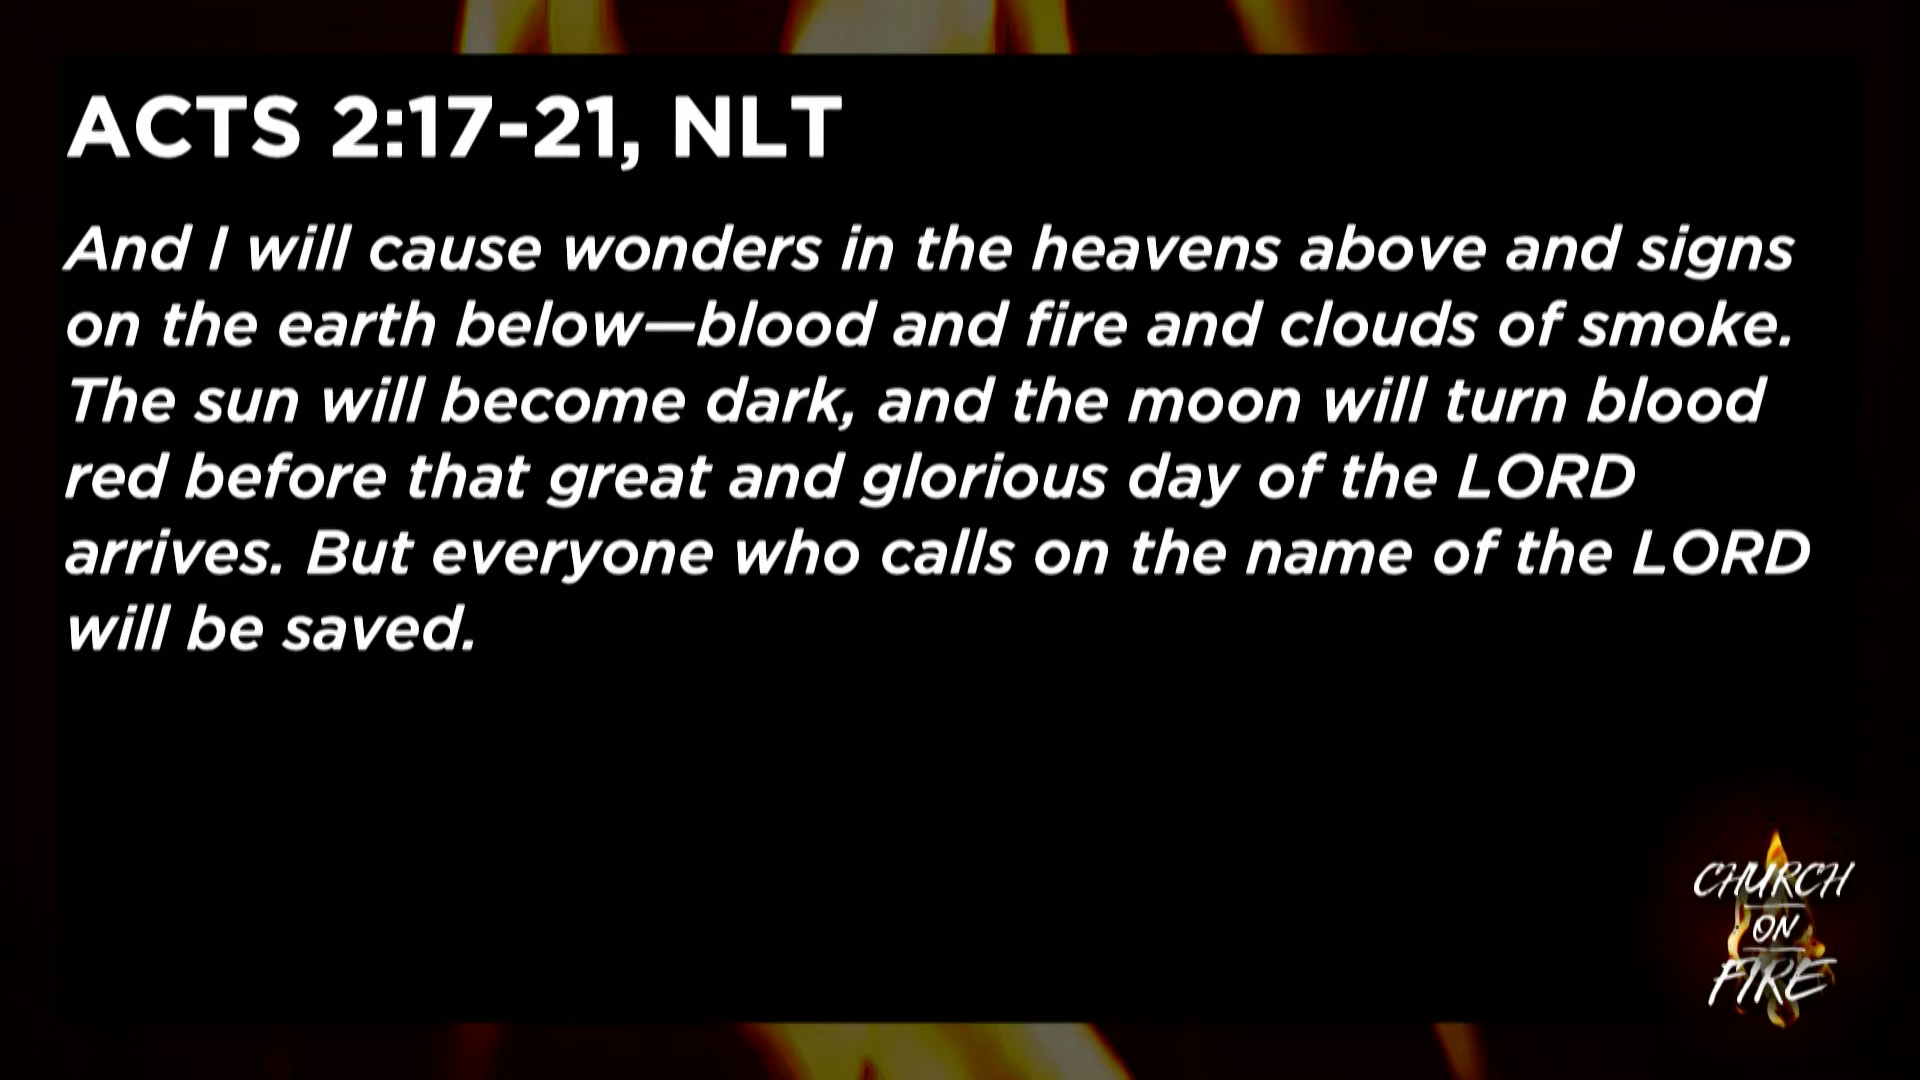 ACTS 2:17-21, NLT
And I will cause wonders in the heavens above and signs
on the earth below—blood and fire and clouds of smoke.
The sun will become dark, and the moon will turn blood
red before that great and glorious day of the LORD
arrives. But everyone who calls on the name of the LORD
will be saved.
CHURCH
ON
FIRE